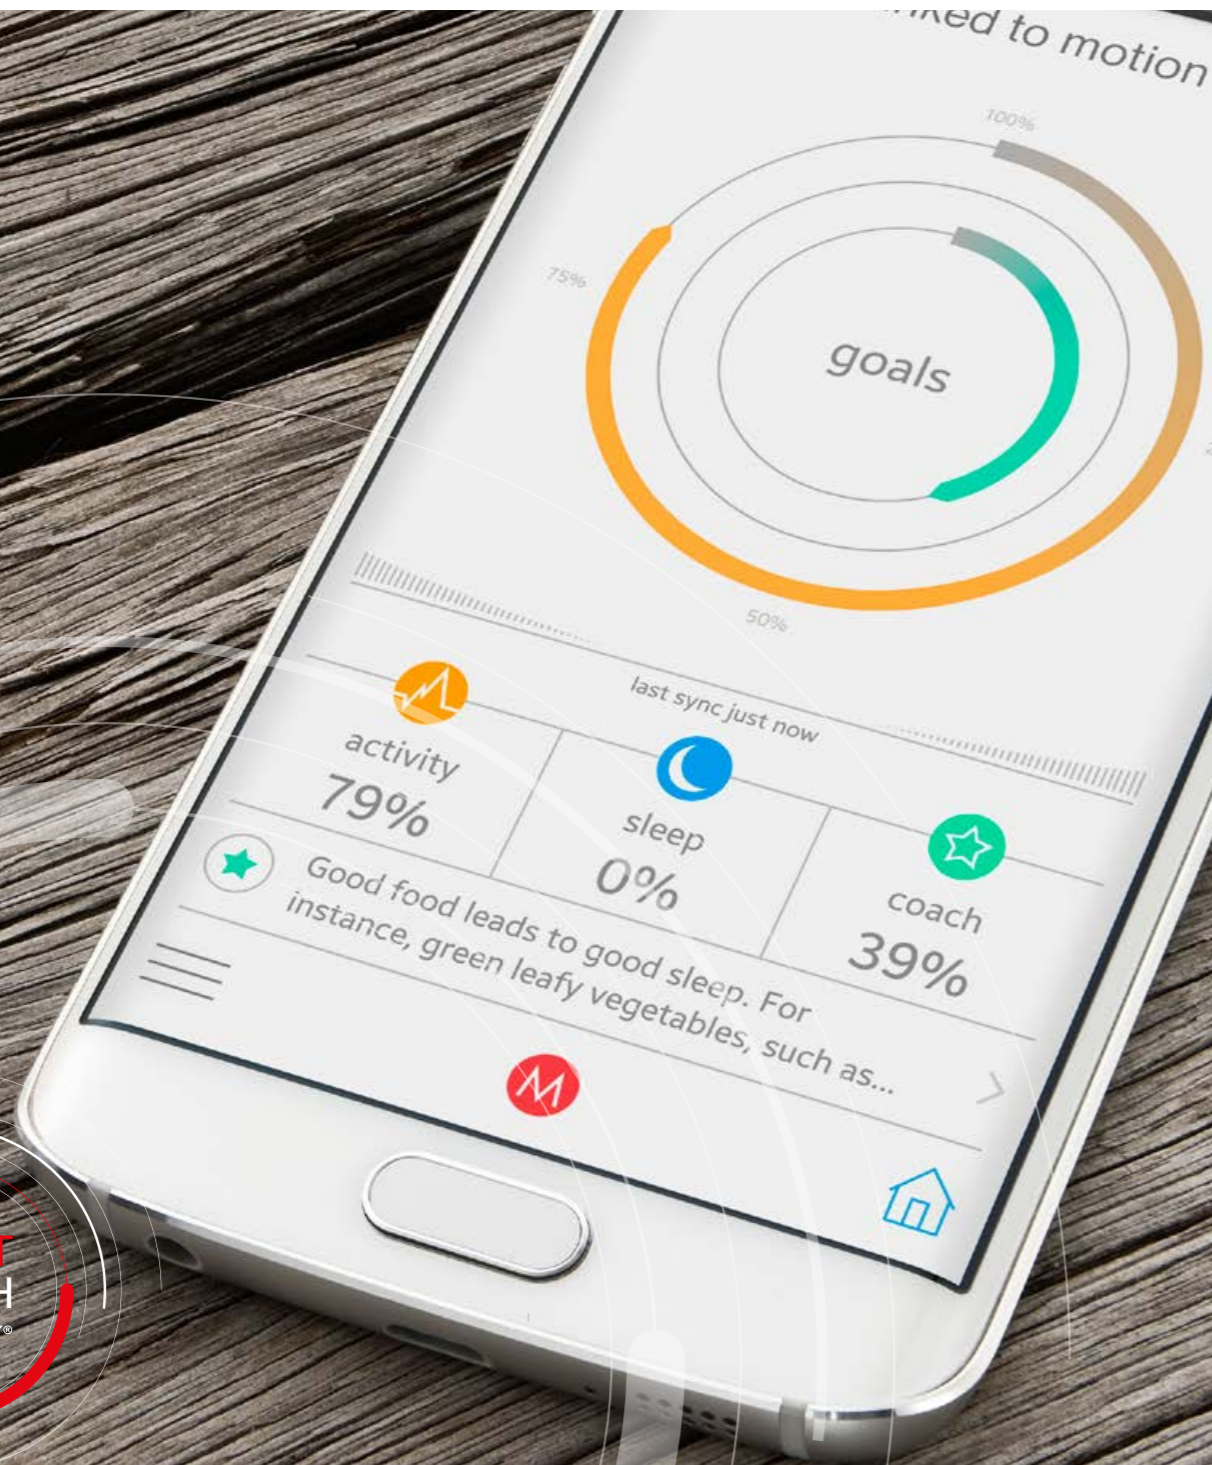 to motion
100%
75%
goals
50%
last sync just now
activity
79%
sleep
0%
coach
39%
Good food leads to good sleep. For
instance, green leafy vegetables, such as...